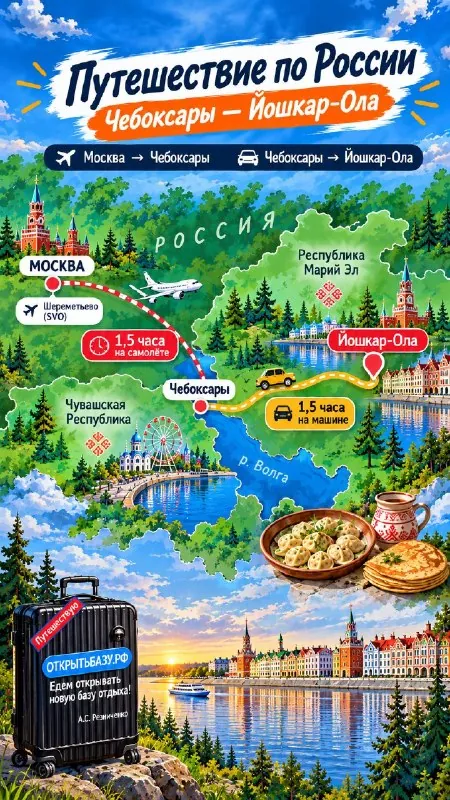 Путешествие по России
Чебоксары — Йошкар-Ола
Москва → Чебоксары
Чебоксары → Йошкар-Ола
РОССИЯ
МОСКВА
Шереметьево
(SVO)
1,5 часа
на самолёте
Республика
Марий Эл
Йошкар-Ола
Чебоксары
1,5 часа
на машине
Чувашская
Республика
р. Волга
Путешествую
ОТКРЫТЬБАЗУ.РФ
Едем открывать
новую базу отдыха!
А.С. Резниченко